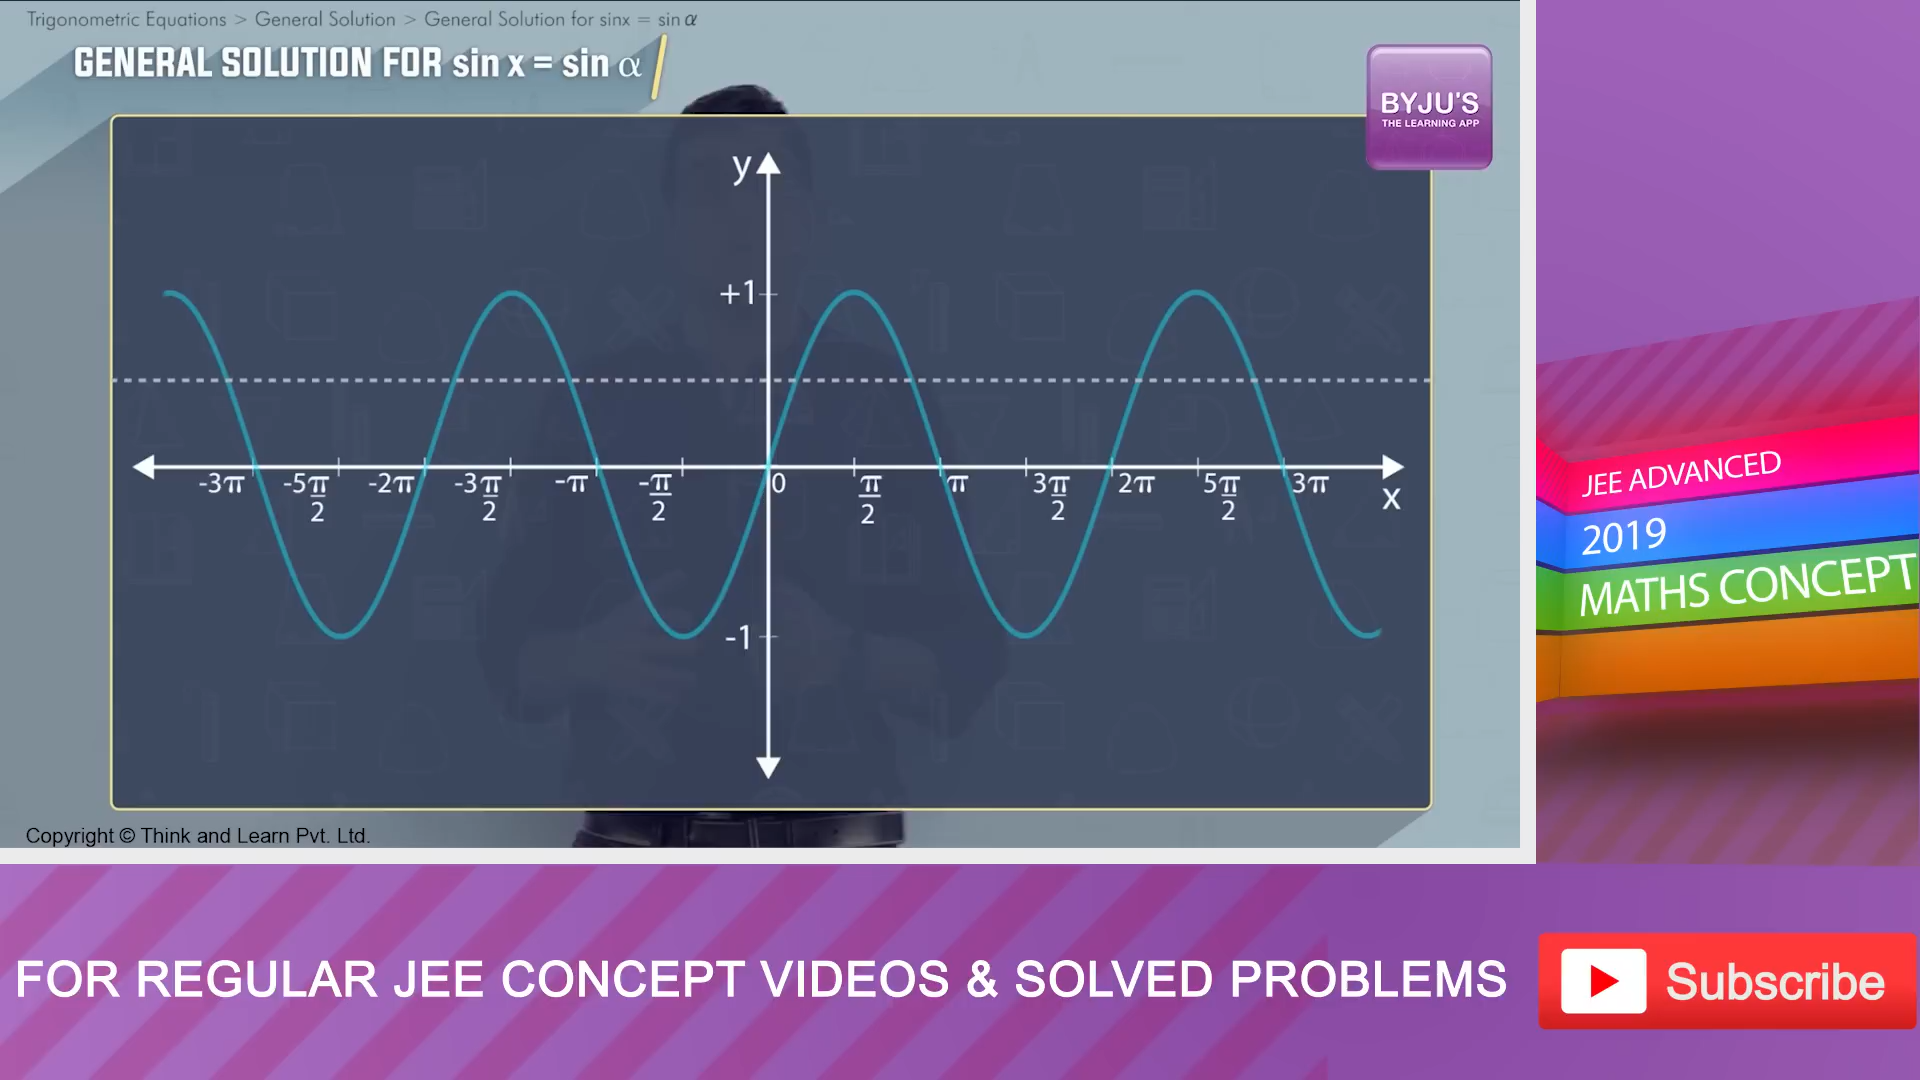 Trigonometric Equations > General Solution > General Solution for sinx = sin α
GENERAL SOLUTION FOR sin x = sin α
BYJU'S
THE LEARNING APP
y
+1
-3π -5π/2 -2π -3π/2 -π -π/2 0 π/2 π 3π/2 2π 5π/2 3π
x
-1
JEE ADVANCED
2019
MATHS CONCEPT
Copyright © Think and Learn Pvt. Ltd.
FOR REGULAR JEE CONCEPT VIDEOS & SOLVED PROBLEMS
Subscribe